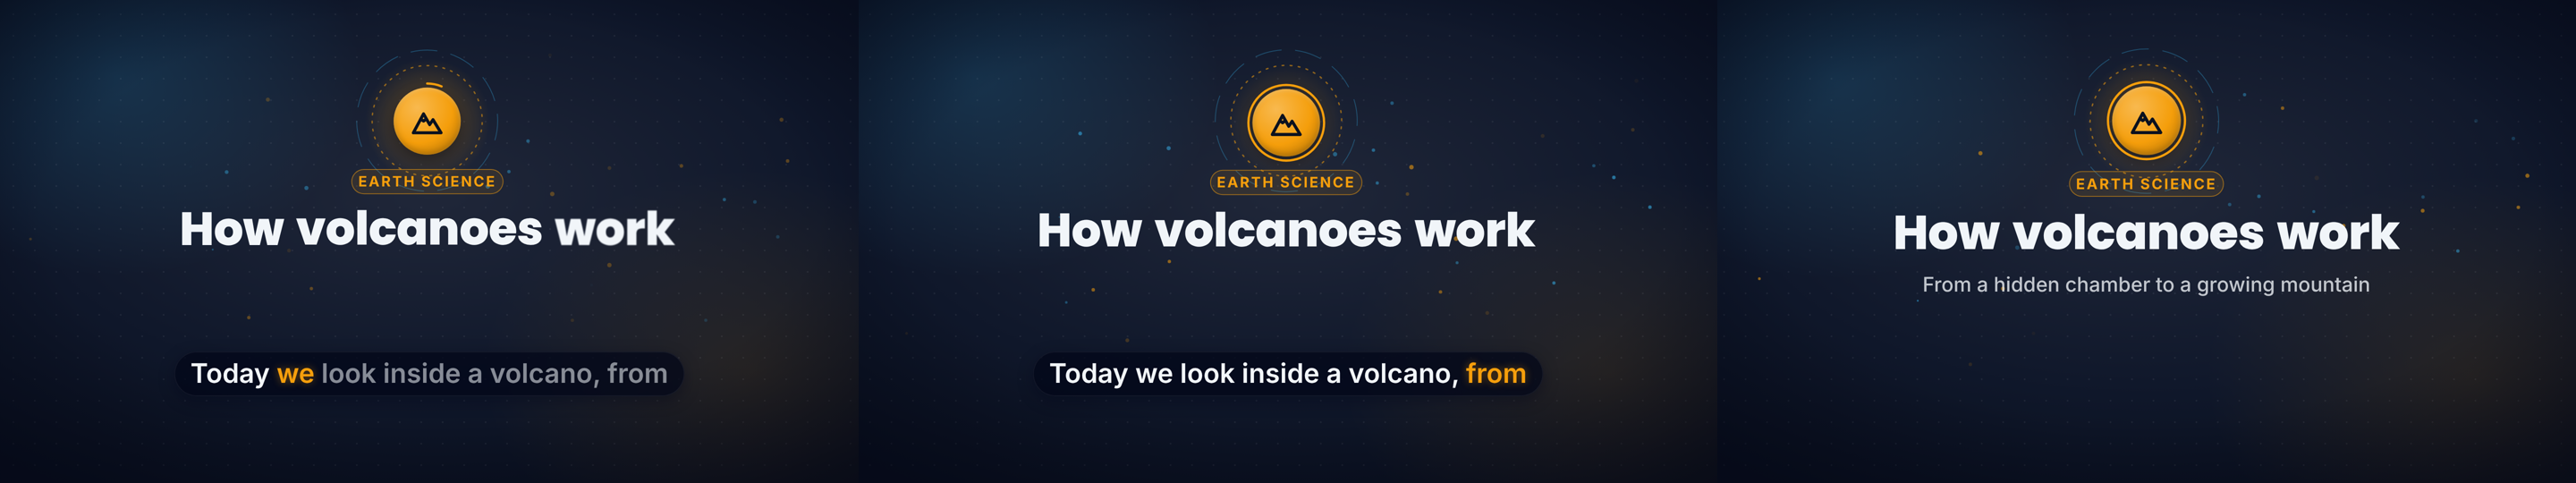 EARTH SCIENCE
How volcanoes work
Today we look inside a volcano, from
EARTH SCIENCE
How volcanoes work
Today we look inside a volcano, from
EARTH SCIENCE
How volcanoes work
From a hidden chamber to a growing mountain